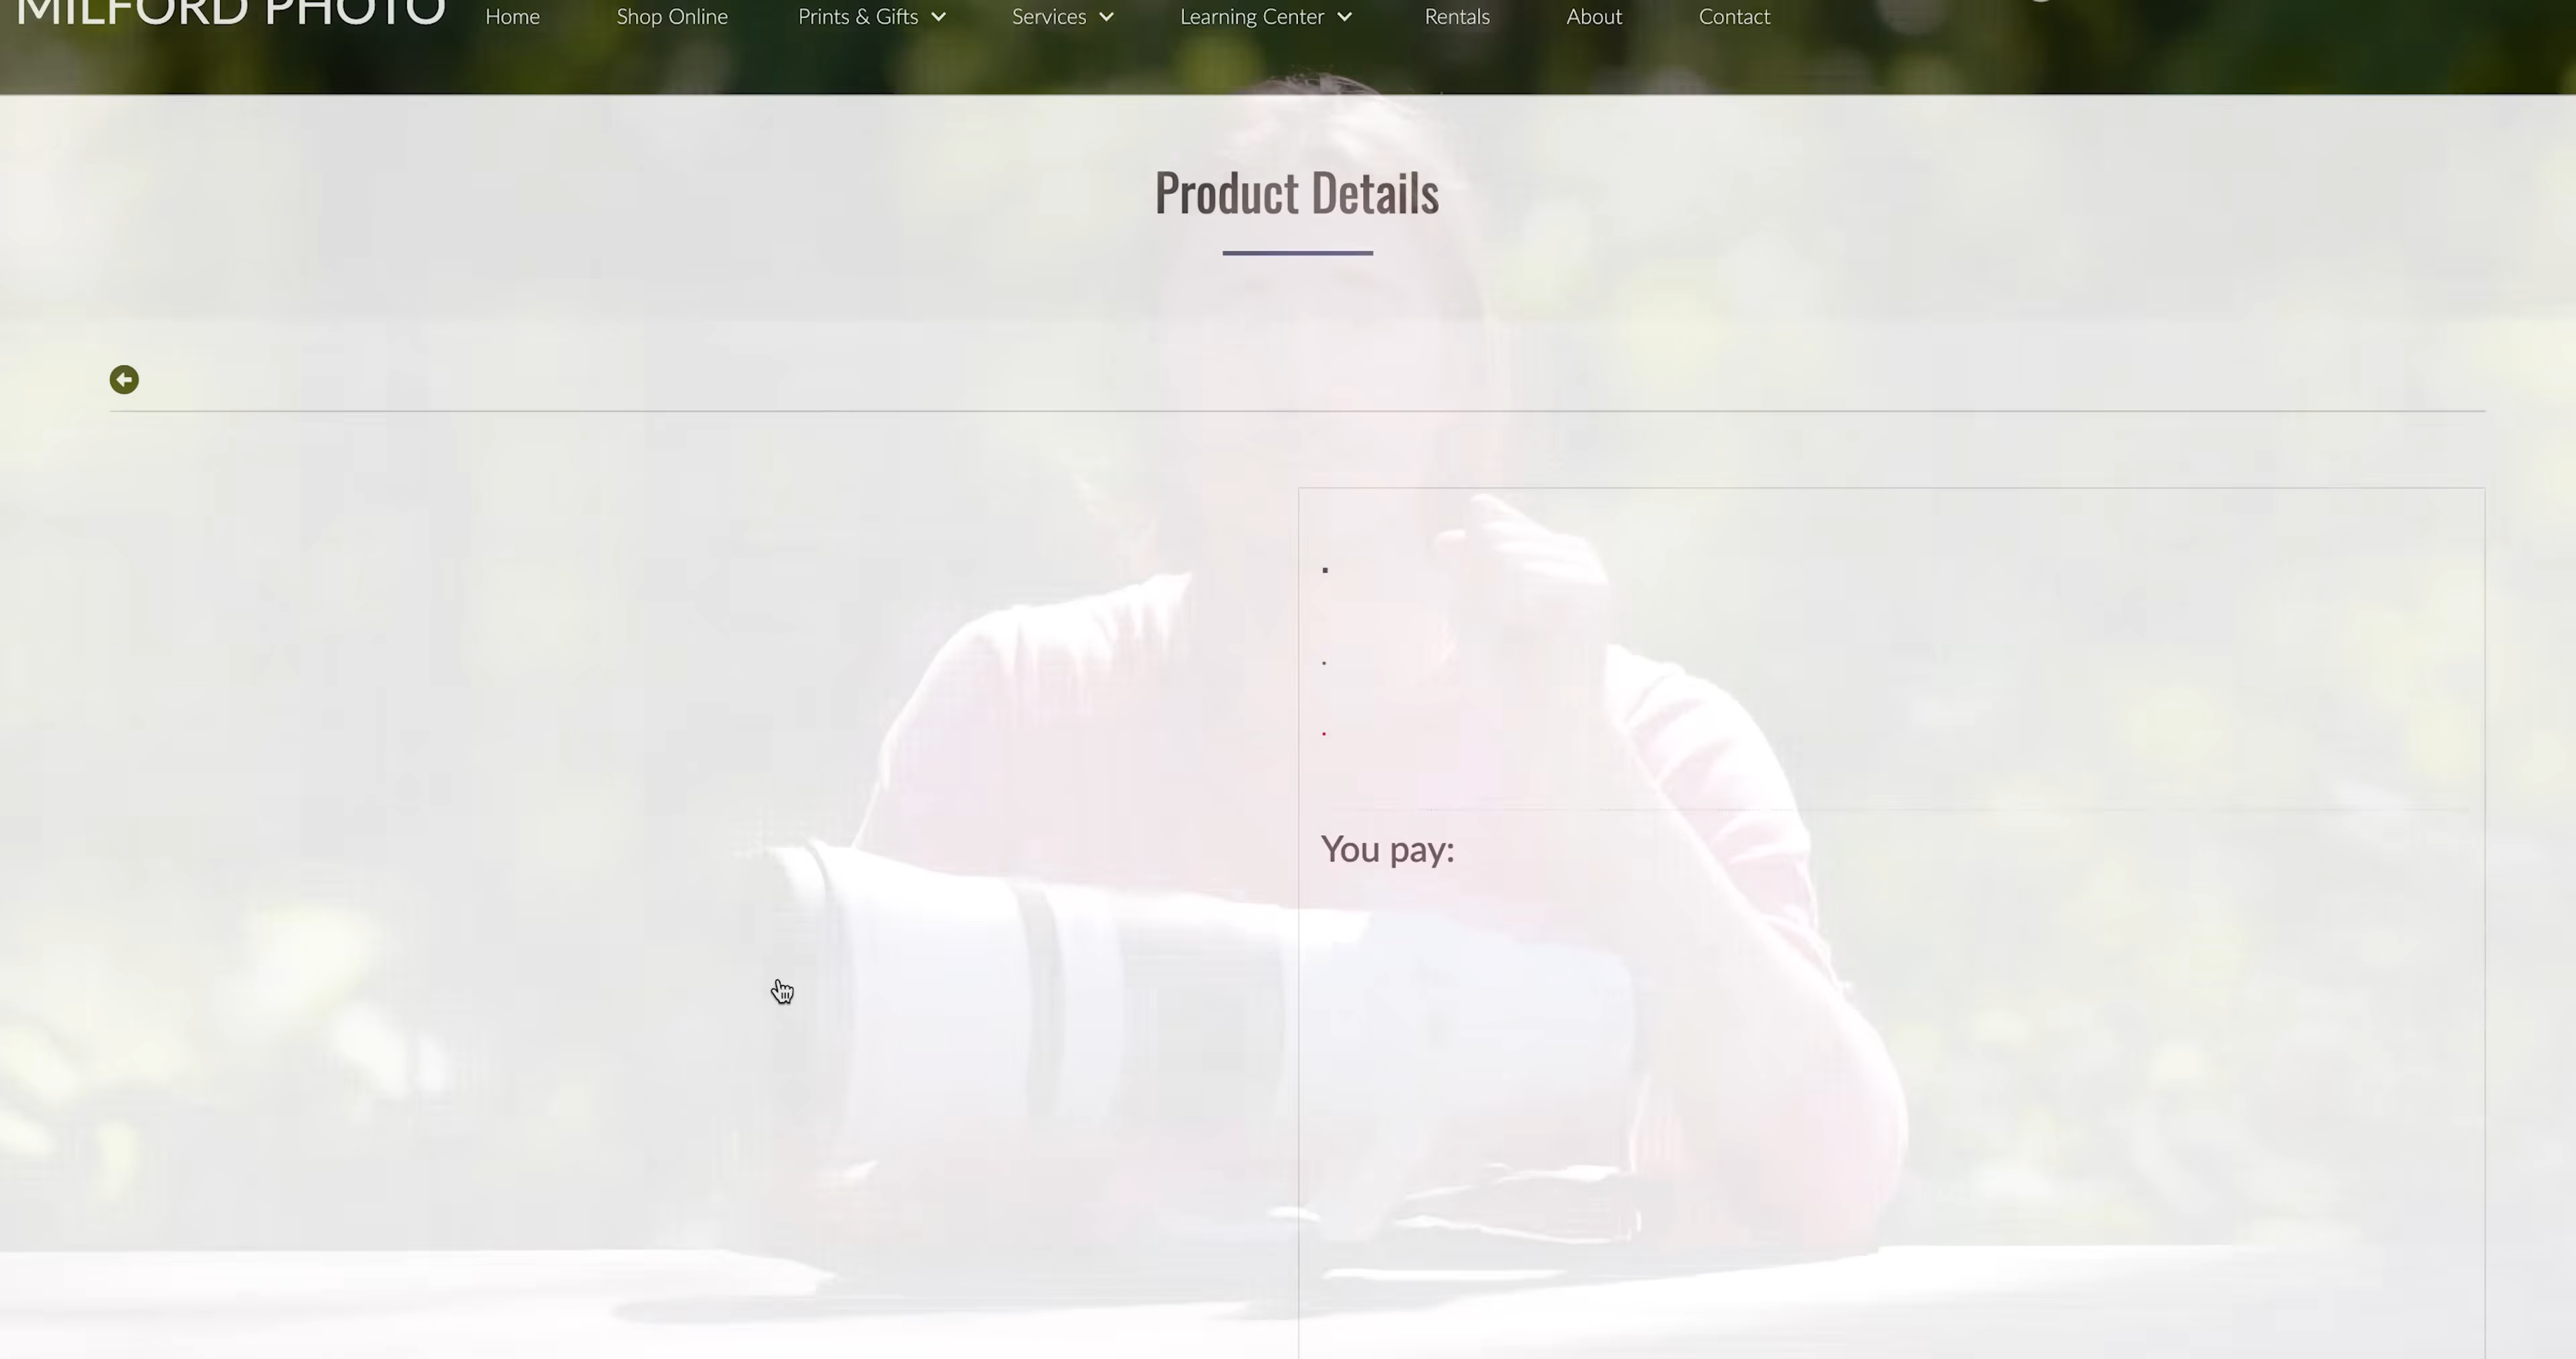 MILFORD PHOTO Home Shop Online Prints & Gifts Services Learning Center Rentals About Contact
Product Details
You pay: